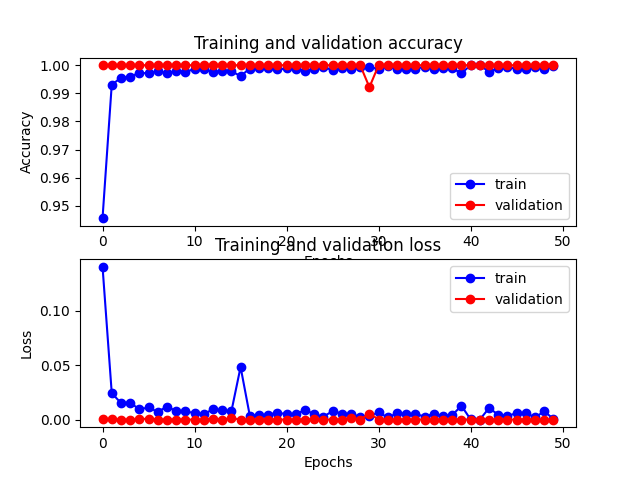 Training and validation accuracy
1.00
0.99
0.98
0.97
0.96
0.95
Accuracy
train
validation
0 10 20 30 40 50
Epochs
Training and validation loss
0.10
0.05
0.00
Loss
train
validation
0 10 20 30 40 50
Epochs